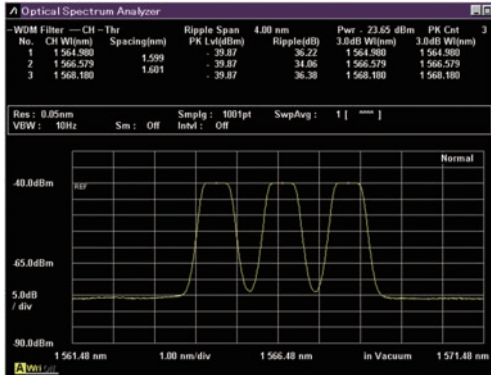 Optical Spectrum Analyzer
WDM Filter — CH — Thr Ripple Span 4.00 nm Pwr - 23.65 dBm PK Cnt 3
No. CH Wl(nm) Spacing(nm) PK Lvl(dBm) Ripple(dB) 3.0dB Wl(nm) 3.0dB Wl(nm)
1 1 564.980 - 39.87 36.22 1 564.980 1 564.980
1.599
2 1 566.579 - 39.87 34.06 1 566.579 1 566.579
1.601
3 1 568.180 - 39.87 36.38 1 568.180 1 568.180
Res : 0.05nm Smplg : 1001pt SwpAvg : 1 [ **** ]
VBW : 10Hz Sm : Off Intvl : Off
Normal
-40.0dBm
REF
-65.0dBm
5.0dB
/ div
-90.0dBm
1 561.48 nm 1.00 nm/div 1 566.48 nm in Vacuum 1 571.48 nm
A Wri